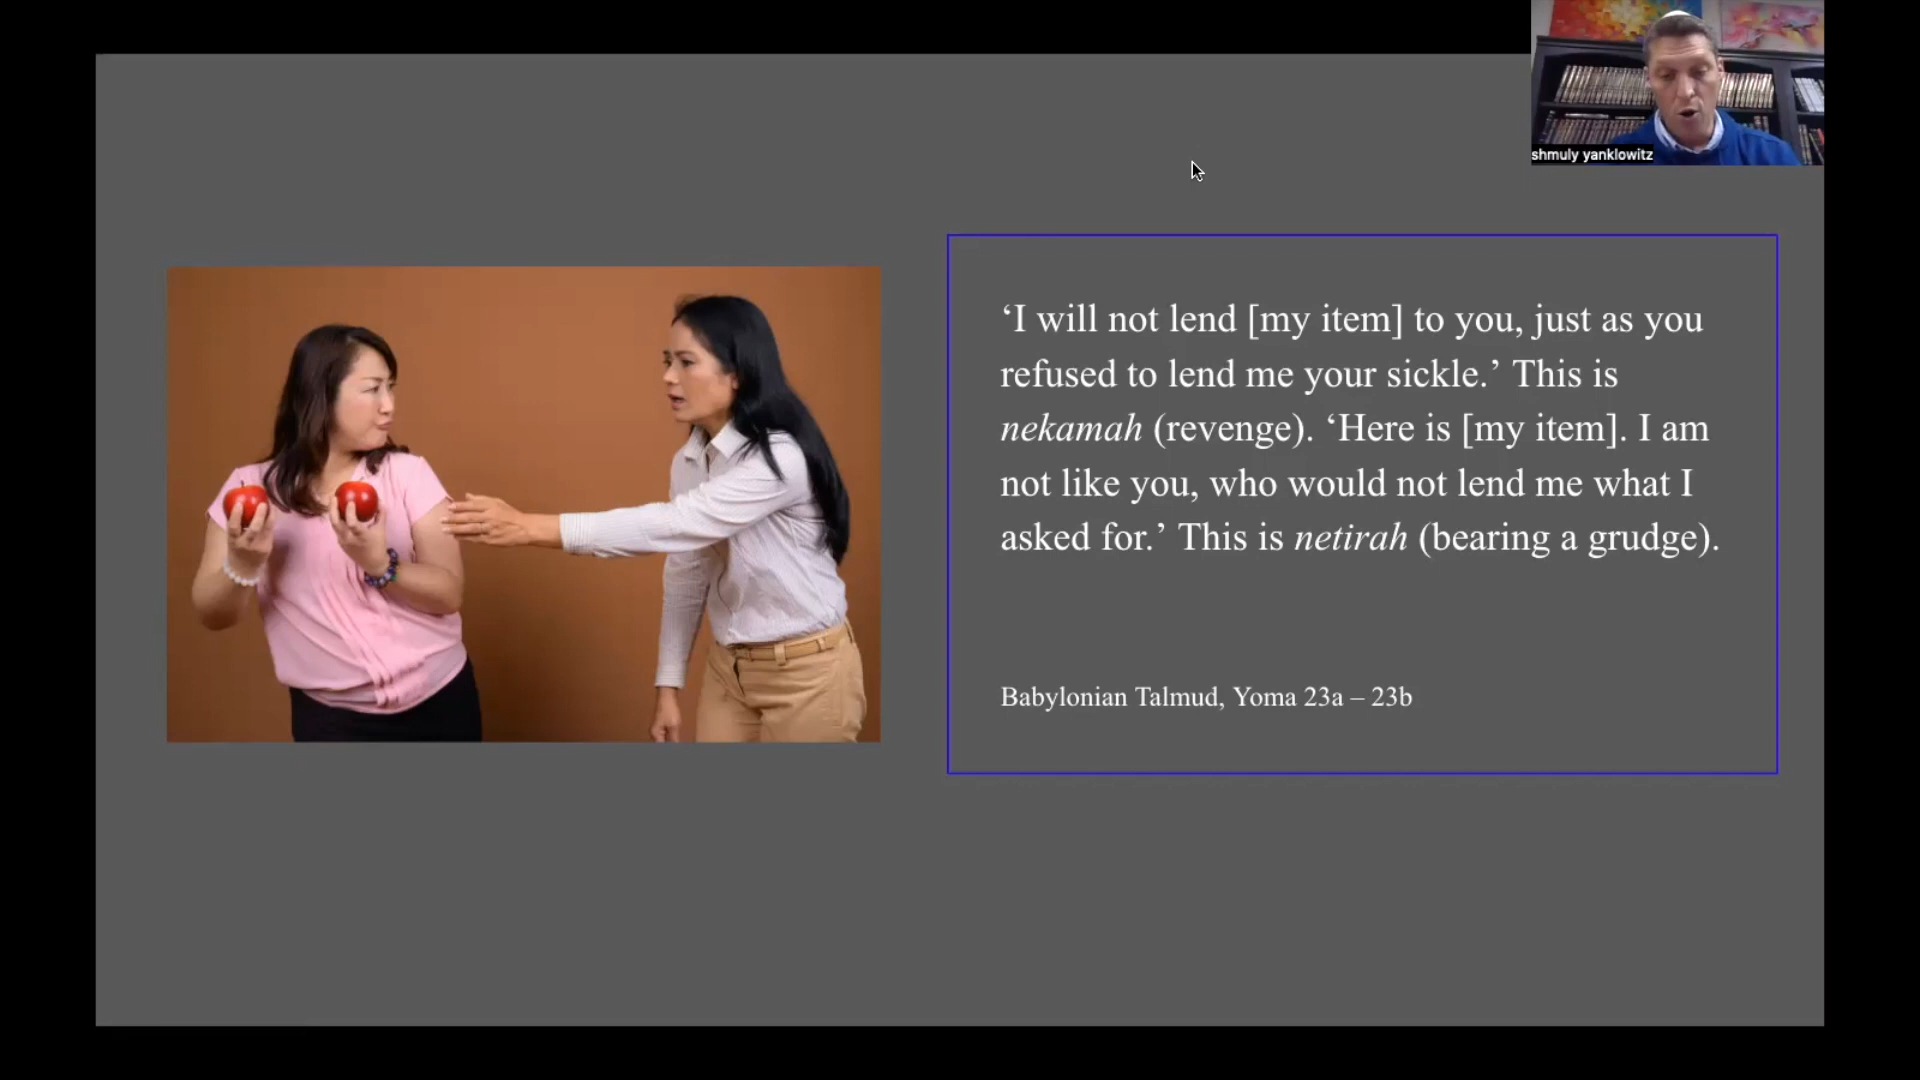 shmuly yanklowitz
‘I will not lend [my item] to you, just as you
refused to lend me your sickle.’ This is
nekamah (revenge). ‘Here is [my item]. I am
not like you, who would not lend me what I
asked for.’ This is netirah (bearing a grudge).
Babylonian Talmud, Yoma 23a – 23b